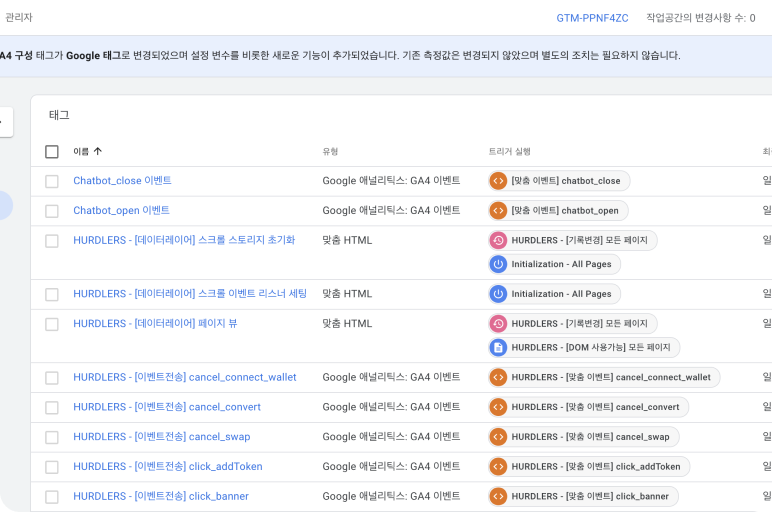 관리자 GTM-PPNF4ZC 작업공간의 변경사항 수: 0
A4 구성 태그가 Google 태그로 변경되었으며 설정 변수를 비롯한 새로운 기능이 추가되었습니다. 기존 측정값은 변경되지 않았으며 별도의 조치는 필요하지 않습니다.
태그
이름 유형 트리거 실행 최
Chatbot_close 이벤트 Google 애널리틱스: GA4 이벤트 [맞춤 이벤트] chatbot_close 일
Chatbot_open 이벤트 Google 애널리틱스: GA4 이벤트 [맞춤 이벤트] chatbot_open 일
HURDLERS - [데이터레이어] 스크롤 스토리지 초기화 맞춤 HTML HURDLERS - [기록변경] 모든 페이지 일
Initialization - All Pages
HURDLERS - [데이터레이어] 스크롤 이벤트 리스너 세팅 맞춤 HTML Initialization - All Pages 일
HURDLERS - [데이터레이어] 페이지 뷰 맞춤 HTML HURDLERS - [기록변경] 모든 페이지 일
HURDLERS - [DOM 사용가능] 모든 페이지
HURDLERS - [이벤트전송] cancel_connect_wallet Google 애널리틱스: GA4 이벤트 HURDLERS - [맞춤 이벤트] cancel_connect_wallet 일
HURDLERS - [이벤트전송] cancel_convert Google 애널리틱스: GA4 이벤트 HURDLERS - [맞춤 이벤트] cancel_convert 일
HURDLERS - [이벤트전송] cancel_swap Google 애널리틱스: GA4 이벤트 HURDLERS - [맞춤 이벤트] cancel_swap 일
HURDLERS - [이벤트전송] click_addToken Google 애널리틱스: GA4 이벤트 HURDLERS - [맞춤 이벤트] click_addToken 일
HURDLERS - [이벤트전송] click_banner Google 애널리틱스: GA4 이벤트 HURDLERS - [맞춤 이벤트] click_banner 일